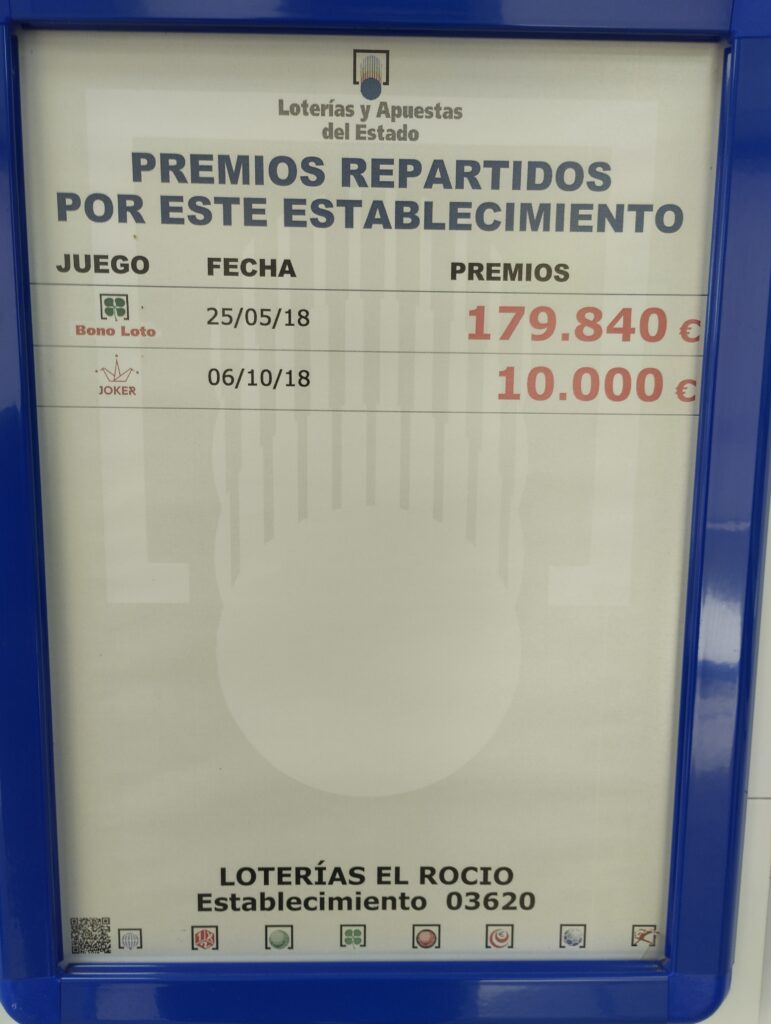 Loterías y Apuestas
del Estado
PREMIOS REPARTIDOS
POR ESTE ESTABLECIMIENTO
JUEGO FECHA PREMIOS
Bono Loto 25/05/18 179.840 €
JOKER 06/10/18 10.000 €
LOTERÍAS EL ROCIO
Establecimiento 03620